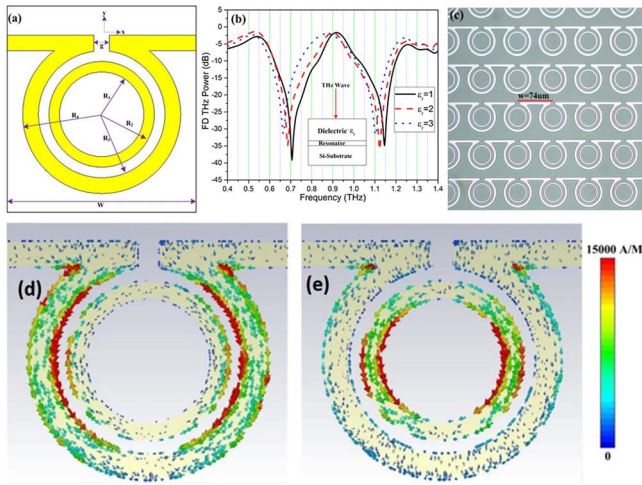 (a)
Y
x
g
R₁
R₄
R₂
R₃
W
(b)
FD THz Power (dB)
5
0
-5
-10
-15
-20
-25
-30
-35
-40
THz Wave
εr=1
εr=2
εr=3
Dielectric εr
Resonator
Si-Substrate
0.4 0.5 0.6 0.7 0.8 0.9 1.0 1.1 1.2 1.3 1.4
Frequency (THz)
(c)
w=74um
(d)
(e)
15000 A/M
0